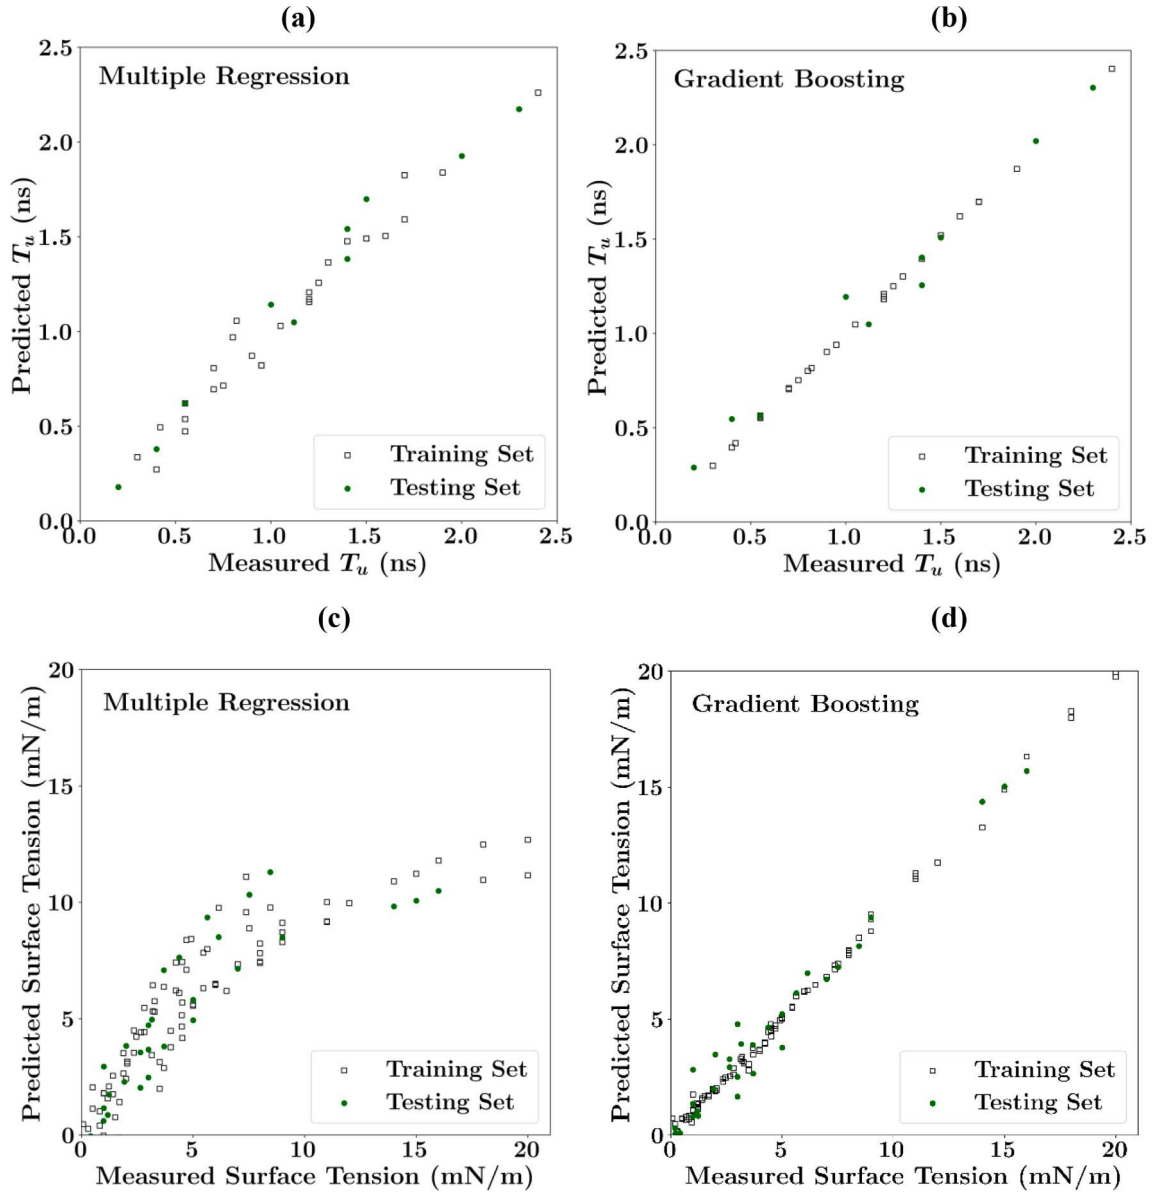 (a)
Multiple Regression
2.5
2.0
1.5
1.0
0.5
0.0
Predicted T_u (ns)
Training Set
Testing Set
0.0 0.5 1.0 1.5 2.0 2.5
Measured T_u (ns)
(b)
Gradient Boosting
2.5
2.0
1.5
1.0
0.5
0.0
Predicted T_u (ns)
Training Set
Testing Set
0.0 0.5 1.0 1.5 2.0 2.5
Measured T_u (ns)
(c)
Multiple Regression
20
15
10
5
0
Predicted Surface Tension (mN/m)
Training Set
Testing Set
0 5 10 15 20
Measured Surface Tension (mN/m)
(d)
Gradient Boosting
20
15
10
5
0
Predicted Surface Tension (mN/m)
Training Set
Testing Set
0 5 10 15 20
Measured Surface Tension (mN/m)